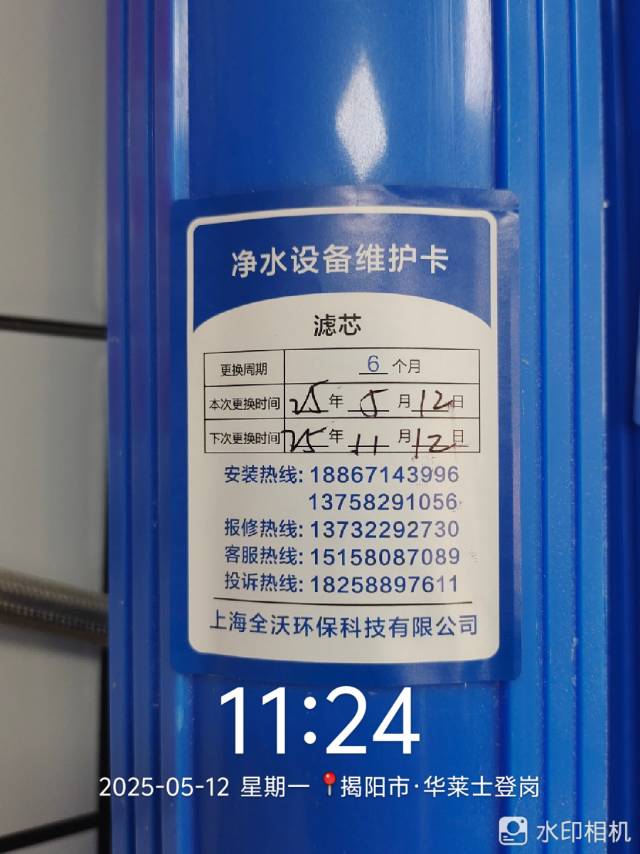 净水设备维护卡
滤芯
更换周期 6 个月
本次更换时间 25 年 5 月 12 日
下次更换时间 25 年 11 月 12 日
安装热线: 18867143996
13758291056
报修热线: 13732292730
客服热线: 15158087089
投诉热线: 18258897611
上海全沃环保科技有限公司
11:24
2025-05-12 星期一 📍揭阳市·华莱士登岗
水印相机